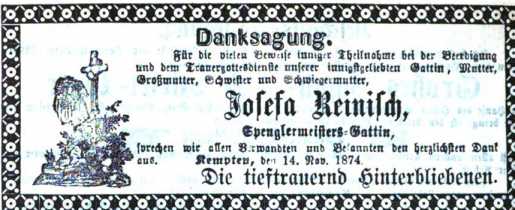 Danksagung.
Für die vielen Beweise inniger Theilnahme bei der Beerdigung
und dem Trauergottesdienste unserer innigstgeliebten Gattin, Mutter,
Großmutter, Schwester und Schwiegermutter,
Josefa Reinisch,
Spenglermeisters-Gattin,
sprechen wir allen Verwandten und Bekannten den herzlichsten Dank
aus. Kempten, den 14. Nov. 1874.
Die tieftrauernd Hinterbliebenen.